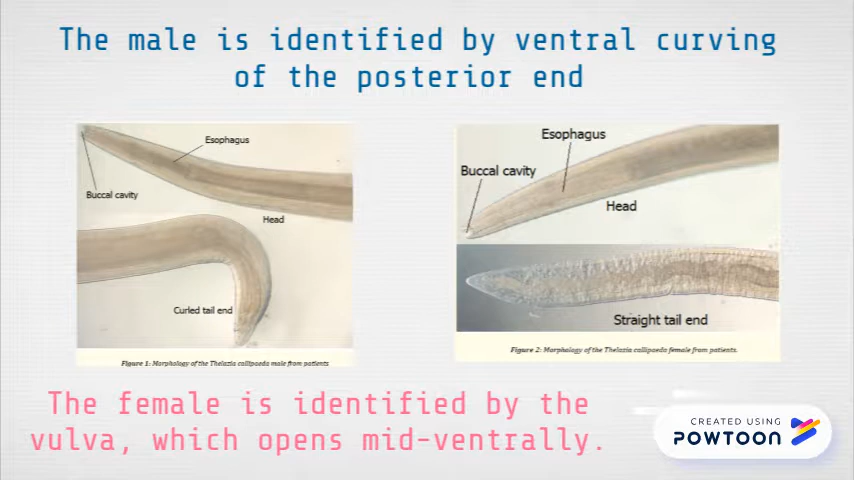 The male is identified by ventral curving
of the posterior end
Esophagus
Buccal cavity
Head
Curled tail end
Figure 1: Morphology of the Thelazia callipaeda male from patients
Esophagus
Buccal cavity
Head
Straight tail end
Figure 2: Morphology of the Thelazia callipaeda female from patients.
The female is identified by the
vulva, which opens mid-ventrally.
CREATED USING
POWTOON